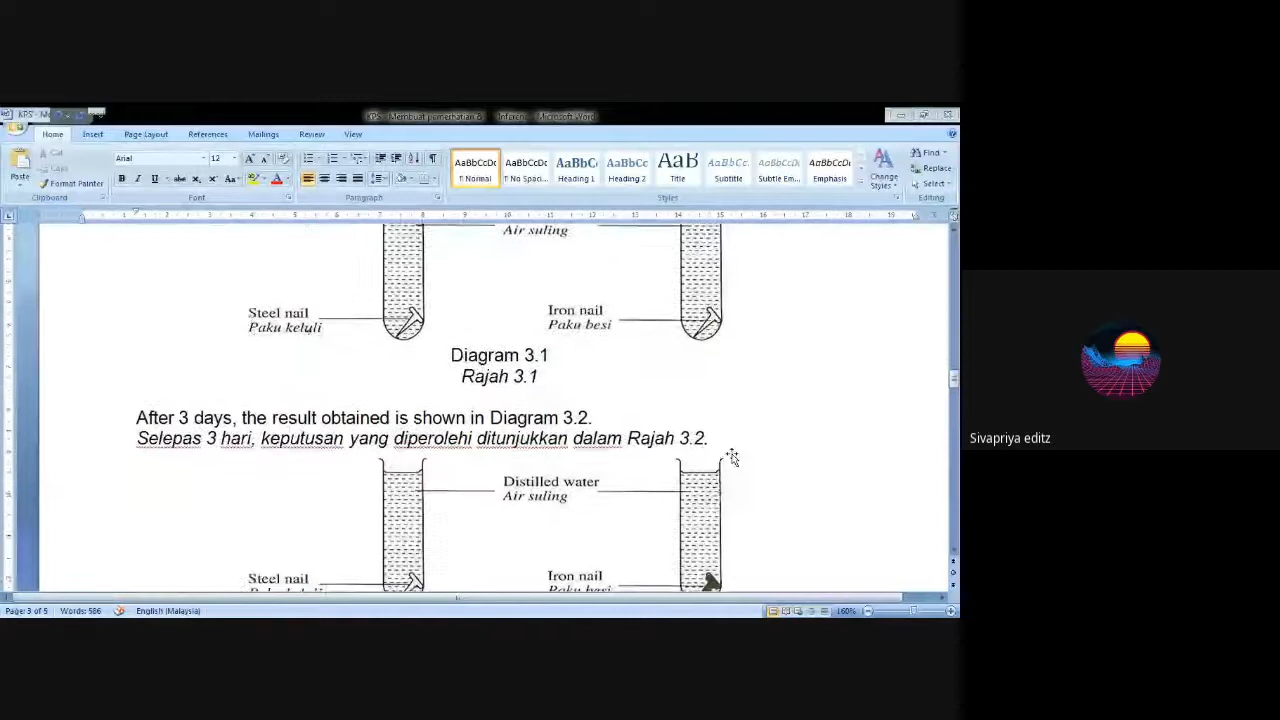 Home Insert Page Layout References Mailings Review View
Cut
Copy
Format Painter
Paste
Clipboard
Arial 12
Font
Paragraph
AaBbCcDc AaBbCcDc AaBbC AaBbCc AaB AaBbCc. AaBbCcDc AaBbCcDc
¶ Normal ¶ No Spaci... Heading 1 Heading 2 Title Subtitle Subtle Em... Emphasis
Styles
Change Styles
Find
Replace
Select
Editing
Air suling
Steel nail
Paku keluli
Iron nail
Paku besi
Diagram 3.1
Rajah 3.1
After 3 days, the result obtained is shown in Diagram 3.2.
Selepas 3 hari, keputusan yang diperolehi ditunjukkan dalam Rajah 3.2.
Distilled water
Air suling
Steel nail
Iron nail
Page: 3 of 5 Words: 586 English (Malaysia) 160%
Sivapriya editz